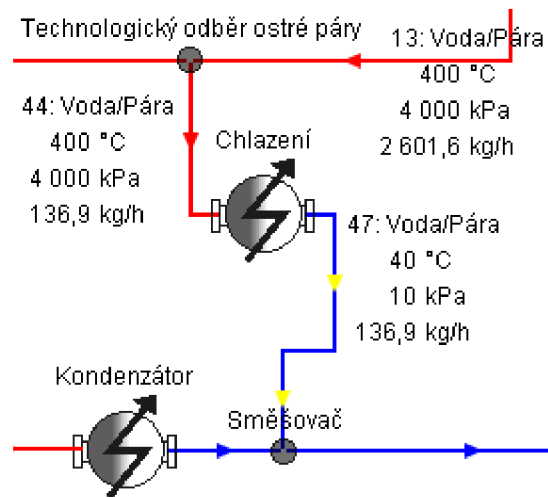 Technologický odběr ostré páry
13: Voda/Pára
400 °C
4 000 kPa
2 601,6 kg/h
44: Voda/Pára
400 °C
4 000 kPa
136,9 kg/h
Chlazení
47: Voda/Pára
40 °C
10 kPa
136,9 kg/h
Kondenzátor
Směšovač